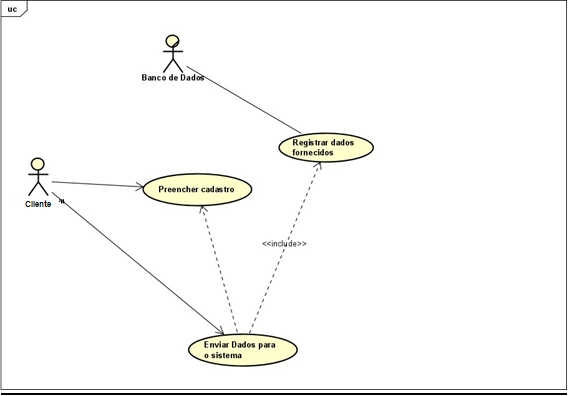 uc
Banco de Dados
Registrar dados
fornecidos
Preencher cadastro
Cliente
<<include>>
Enviar Dados para
o sistema